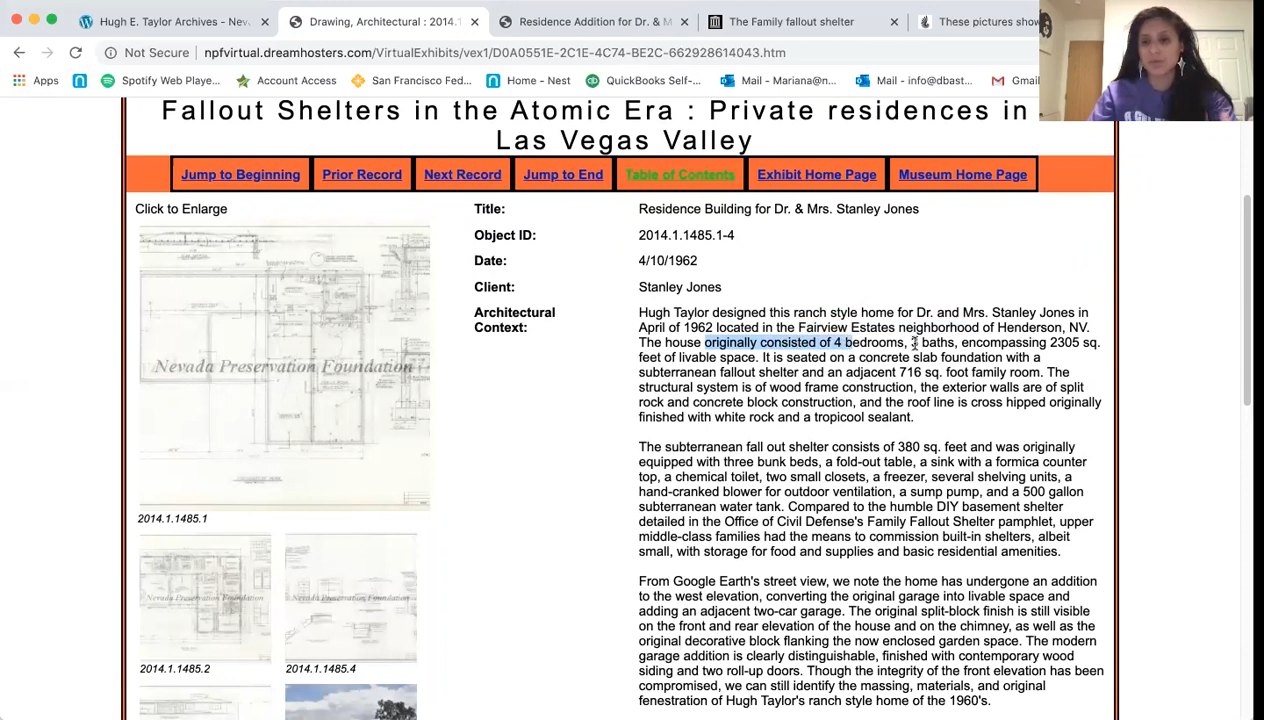 Hugh E. Taylor Archives - Nev
Drawing, Architectural : 2014.1
Residence Addition for Dr. & M
The Family fallout shelter
These pictures show
Not Secure
npfvirtual.dreamhosters.com/VirtualExhibits/ex1/D0A0551E-2C1E-4C74-BE2C-662928614043.htm
Apps
Spotify Web Playe...
Account Access
San Francisco Fed...
Home - Nest
QuickBooks Self-...
Mail - Mariana@n...
Mail - info@dbast...
Gmail
Fallout Shelters in the Atomic Era : Private residences in
Las Vegas Valley
Jump to Beginning
Prior Record
Next Record
Jump to End
Table of Contents
Exhibit Home Page
Museum Home Page
Click to Enlarge
Nevada Preservation Foundation
2014.1.1485.1
Nevada Preservation Foundation
Nevada Preservation Foundation
2014.1.1485.2
2014.1.1485.4
Title: Residence Building for Dr. & Mrs. Stanley Jones
Object ID: 2014.1.1485.1-4
Date: 4/10/1962
Client: Stanley Jones
Architectural
Context:
Hugh Taylor designed this ranch style home for Dr. and Mrs. Stanley Jones in
April of 1962 located in the Fairview Estates neighborhood of Henderson, NV.
The house originally consisted of 4 bedrooms, baths, encompassing 2305 sq.
feet of livable space. It is seated on a concrete slab foundation with a
subterranean fallout shelter and an adjacent 716 sq. foot family room. The
structural system is of wood frame construction, the exterior walls are of split
rock and concrete block construction, and the roof line is cross hipped originally
finished with white rock and a tropicool sealant.
The subterranean fall out shelter consists of 380 sq. feet and was originally
equipped with three bunk beds, a fold-out table, a sink with a formica counter
top, a chemical toilet, two small closets, a freezer, several shelving units, a
hand-cranked blower for outdoor ventilation, a sump pump, and a 500 gallon
subterranean water tank. Compared to the humble DIY basement shelter
detailed in the Office of Civil Defense's Family Fallout Shelter pamphlet, upper
middle-class families had the means to commission built-in shelters, albeit
small, with storage for food and supplies and basic residential amenities.
From Google Earth's street view, we note the home has undergone an addition
to the west elevation, converting the original garage into livable space and
adding an adjacent two-car garage. The original split-block finish is still visible
on the front and rear elevation of the house and on the chimney, as well as the
original decorative block flanking the now enclosed garden space. The modern
garage addition is clearly distinguishable, finished with contemporary wood
siding and two roll-up doors. Though the integrity of the front elevation has been
compromised, we can still identify the massing, materials, and original
fenestration of Hugh Taylor's ranch style home of the 1960's.